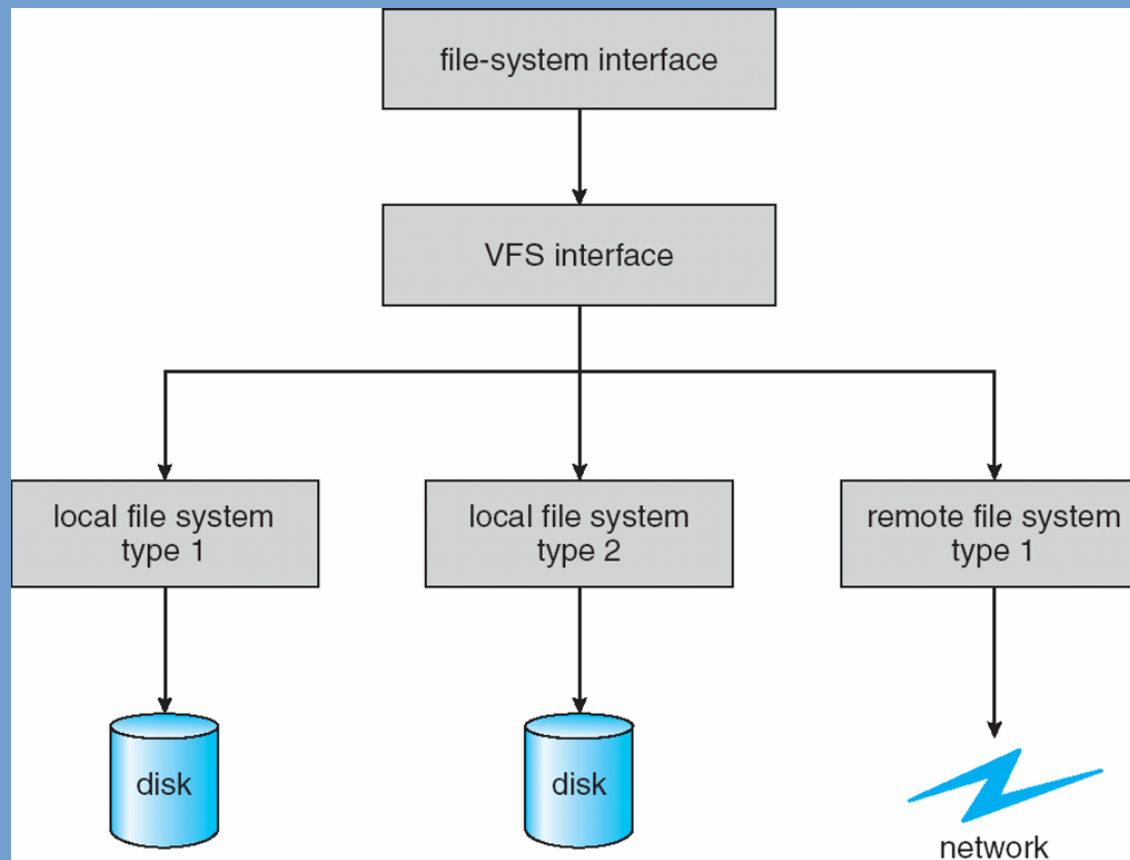 file-system interface
VFS interface
local file system
type 1
local file system
type 2
remote file system
type 1
disk
disk
network